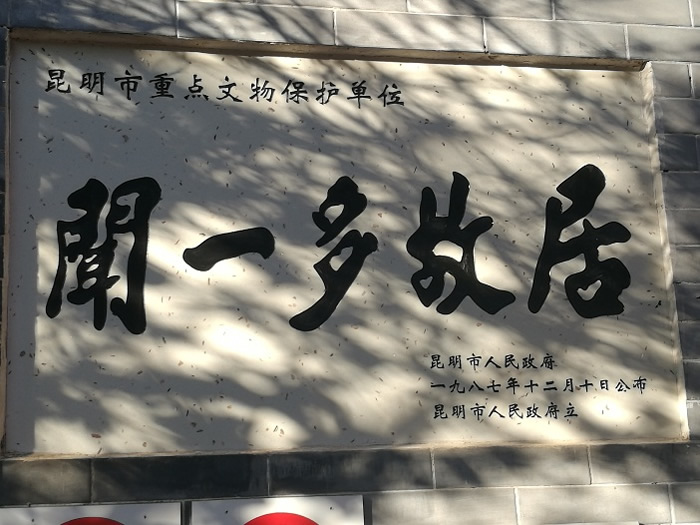 昆明市重点文物保护单位
聞一多故居
昆明市人民政府
一九八七年十二月十日公布
昆明市人民政府立